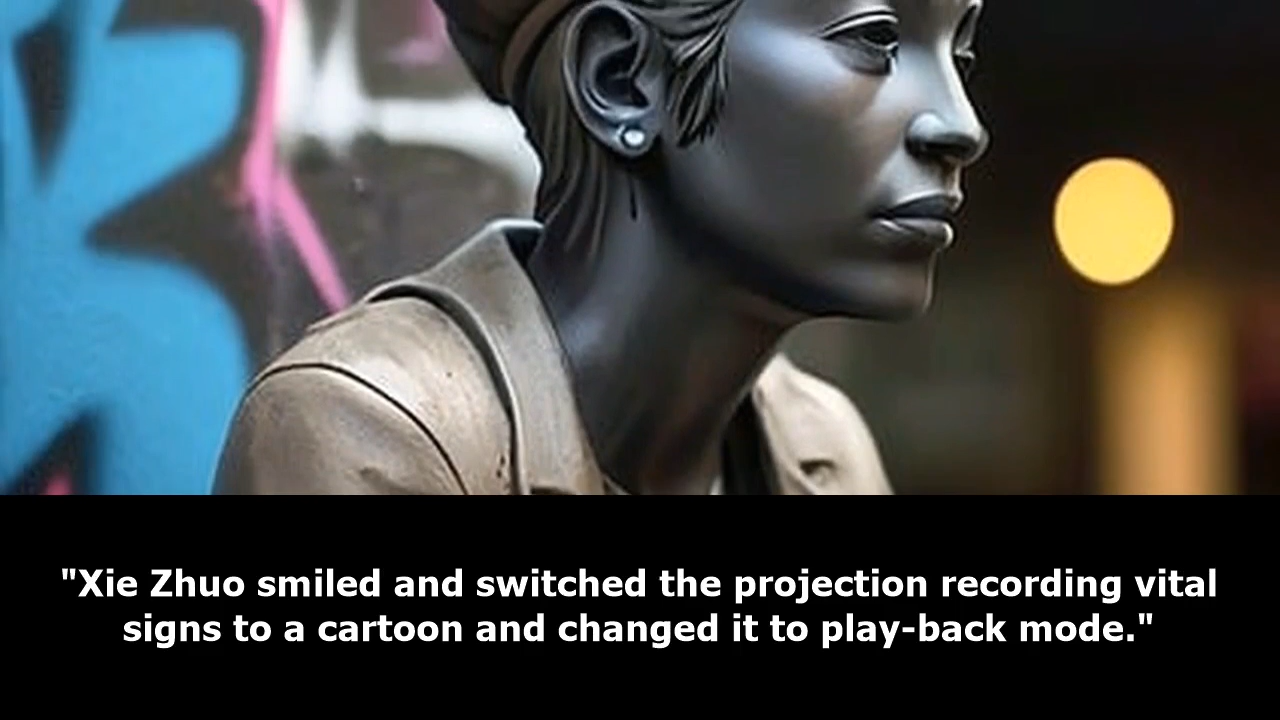 "Xie Zhuo smiled and switched the projection recording vital
signs to a cartoon and changed it to play-back mode."